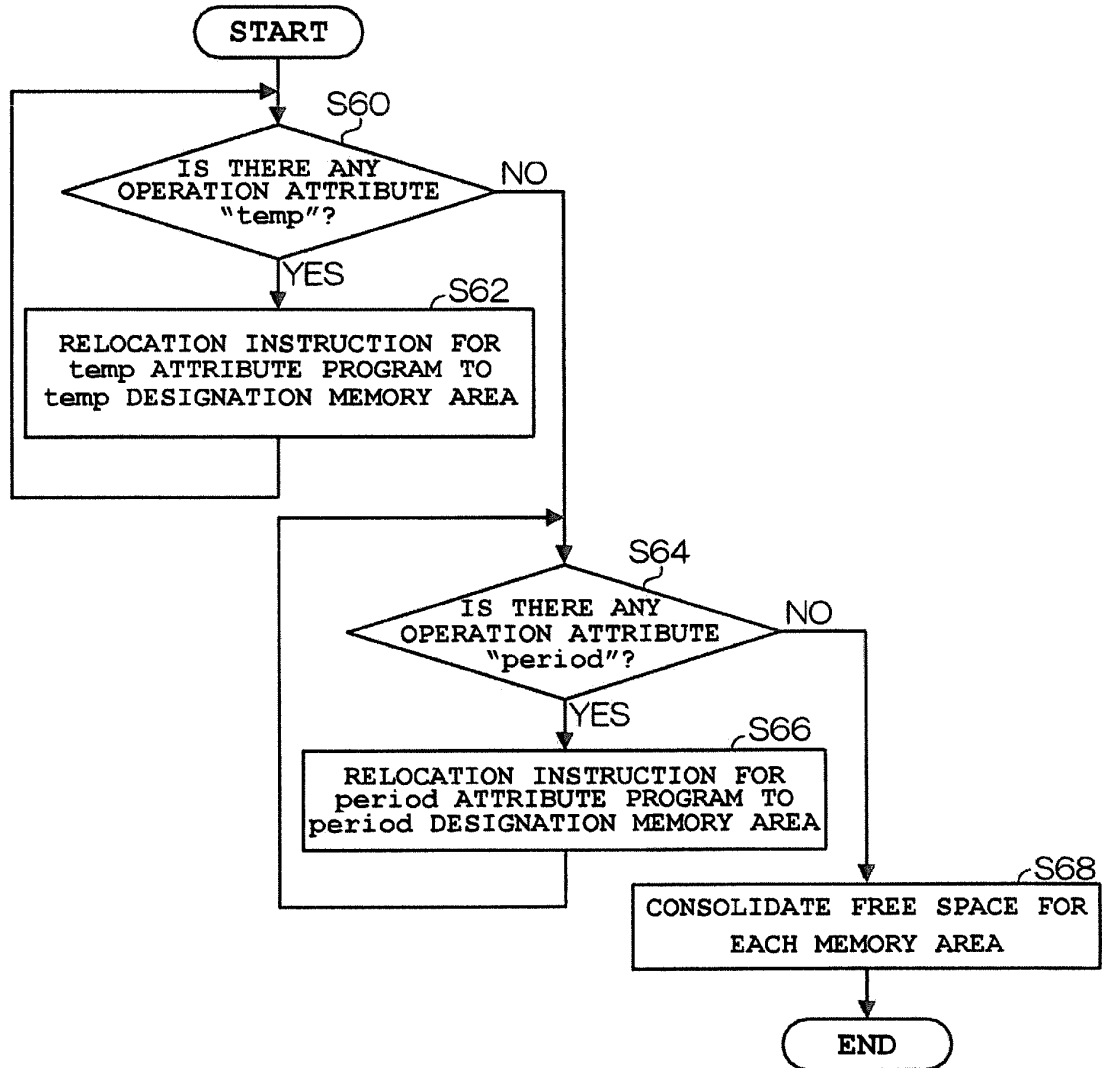 START
S60
IS THERE ANY
OPERATION ATTRIBUTE
"temp"?
NO
YES
S62
RELOCATION INSTRUCTION FOR
temp ATTRIBUTE PROGRAM TO
temp DESIGNATION MEMORY AREA
S64
IS THERE ANY
OPERATION ATTRIBUTE
"period"?
NO
YES
S66
RELOCATION INSTRUCTION FOR
period ATTRIBUTE PROGRAM TO
period DESIGNATION MEMORY AREA
S68
CONSOLIDATE FREE SPACE FOR
EACH MEMORY AREA
END